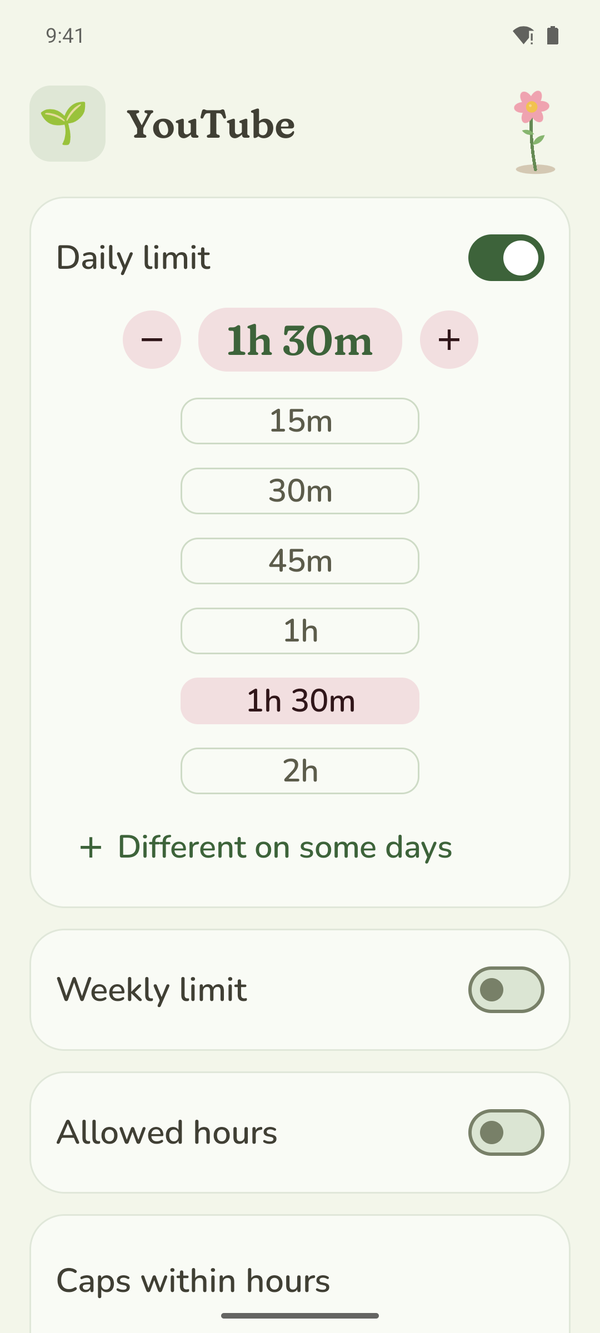 9:41
YouTube
Daily limit
− 1h 30m +
15m
30m
45m
1h
1h 30m
2h
+ Different on some days
Weekly limit
Allowed hours
Caps within hours